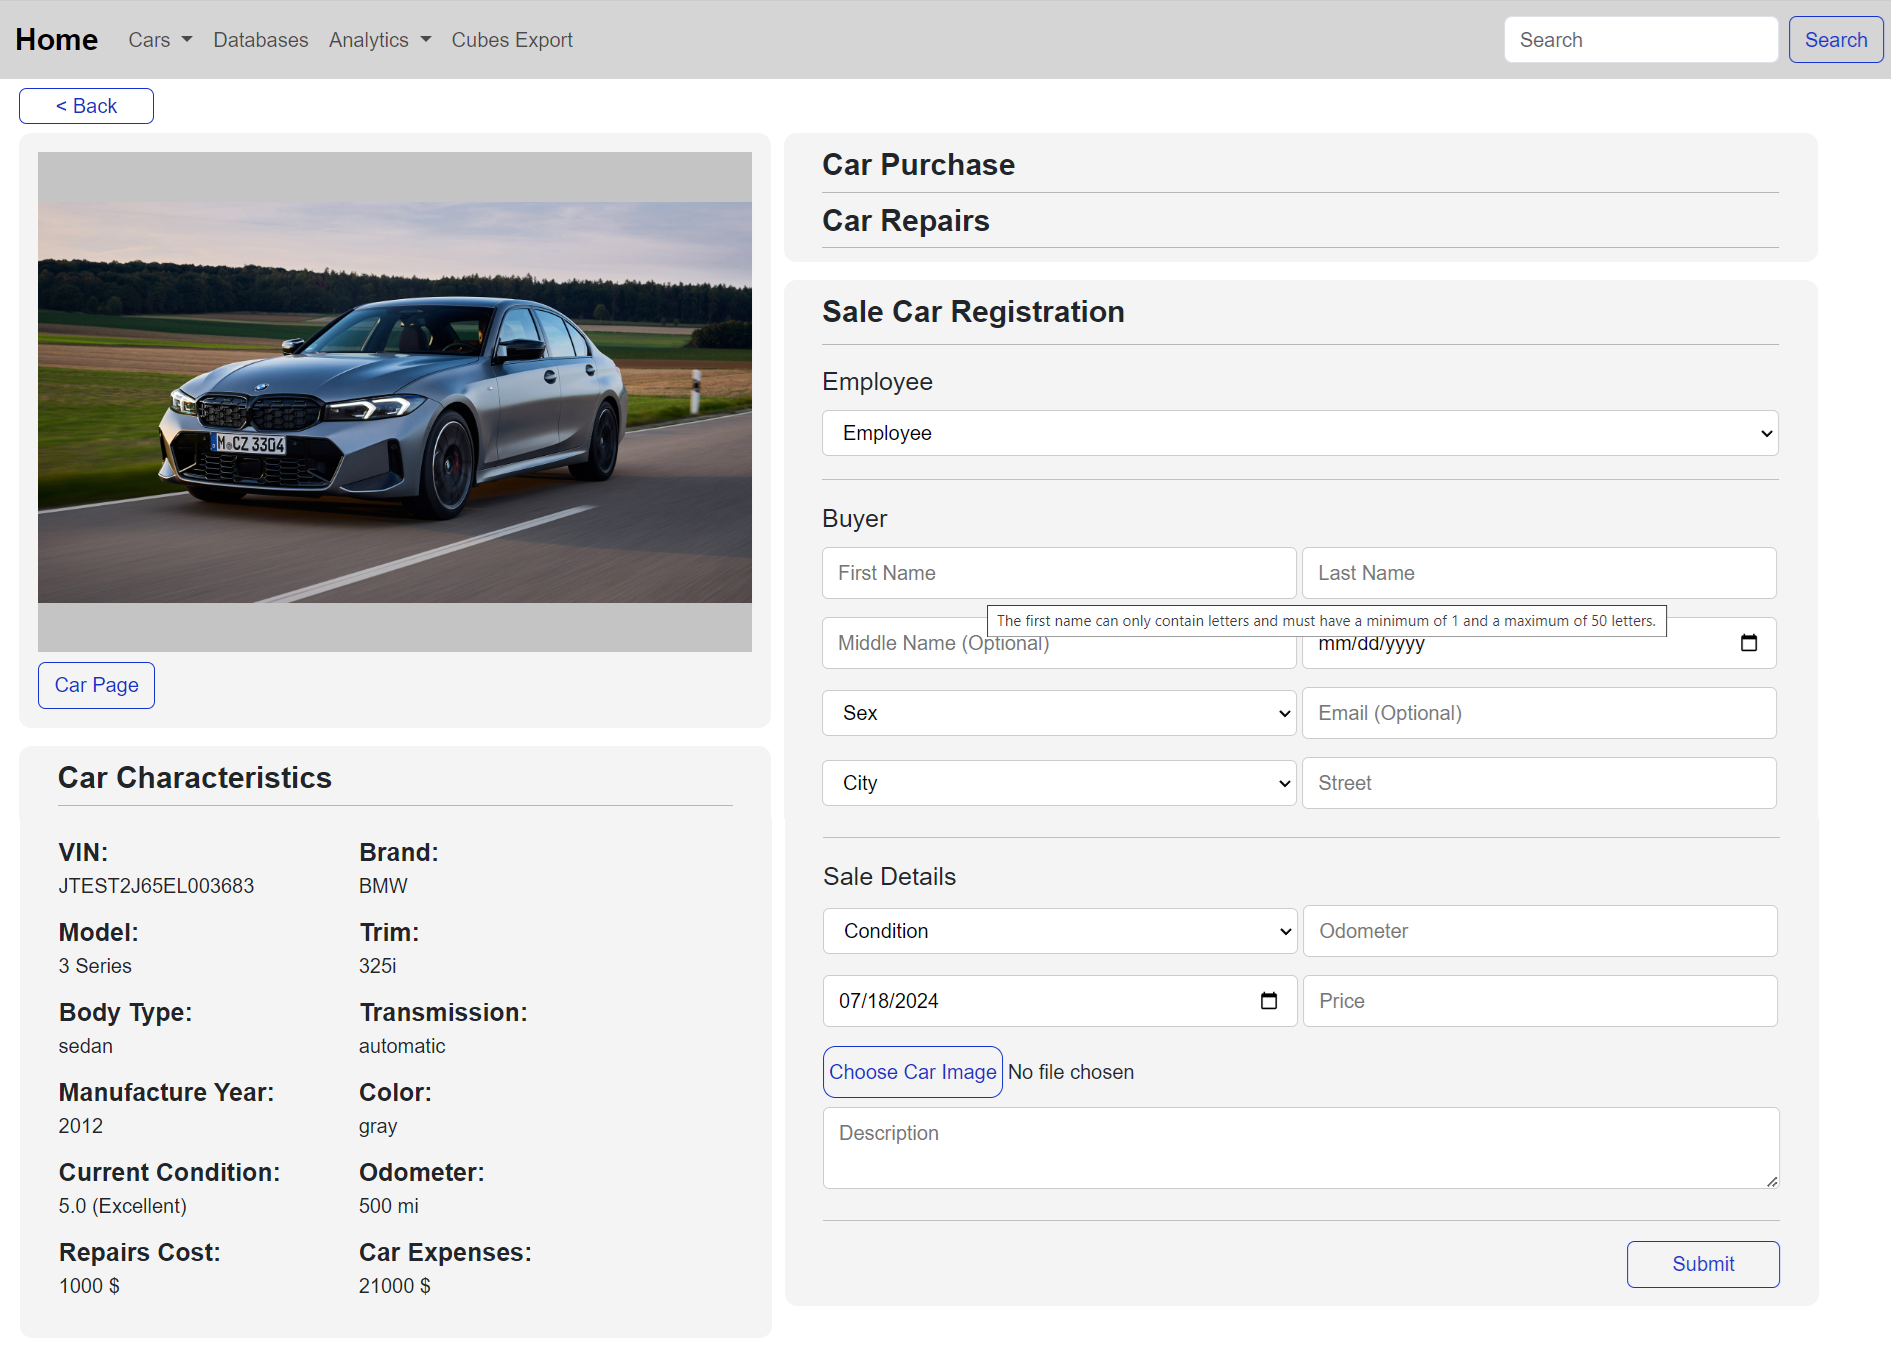 Home Cars Databases Analytics Cubes Export Search Search
< Back
M CZ 3304
Car Page
Car Characteristics
VIN: Brand:
JTEST2J65EL003683 BMW
Model: Trim:
3 Series 325i
Body Type: Transmission:
sedan automatic
Manufacture Year: Color:
2012 gray
Current Condition: Odometer:
5.0 (Excellent) 500 mi
Repairs Cost: Car Expenses:
1000 $ 21000 $
Car Purchase
Car Repairs
Sale Car Registration
Employee
Employee
Buyer
First Name Last Name
The first name can only contain letters and must have a minimum of 1 and a maximum of 50 letters.
Middle Name (Optional) mm/dd/yyyy
Sex Email (Optional)
City Street
Sale Details
Condition Odometer
07/18/2024 Price
Choose Car Image No file chosen
Description
Submit